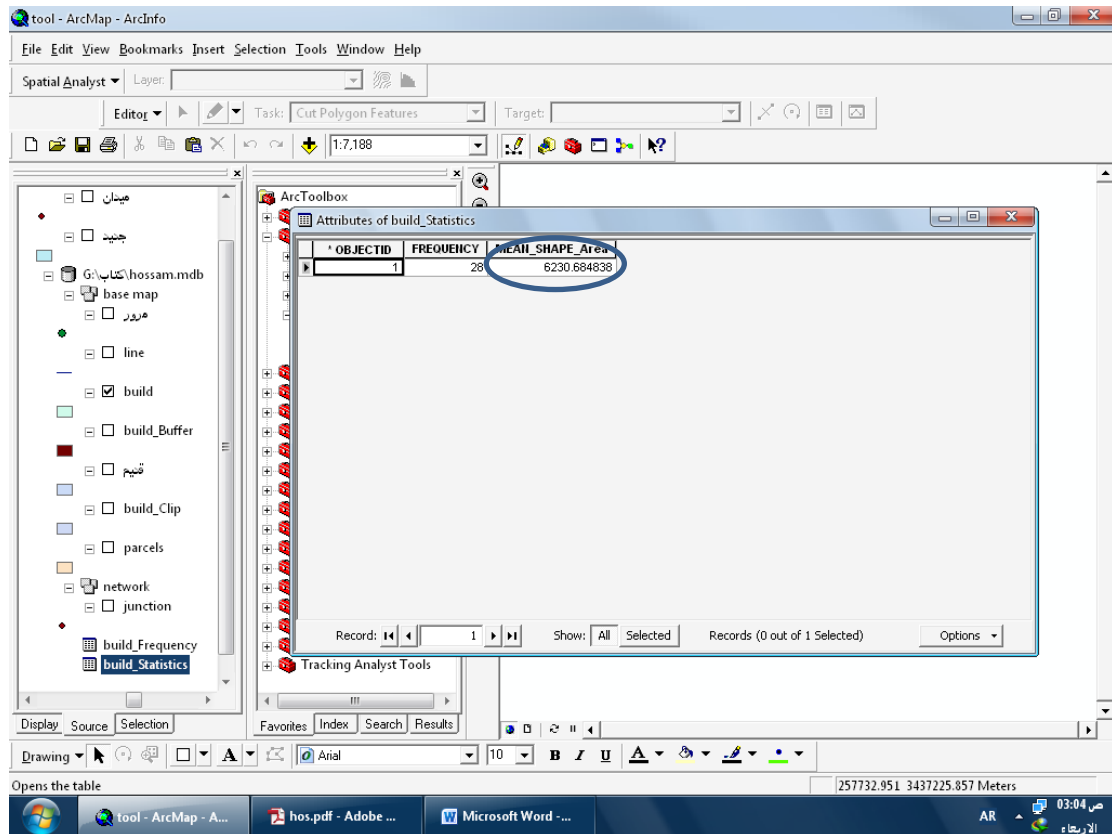 tool - ArcMap - ArcInfo
File Edit View Bookmarks Insert Selection Tools Window Help
Spatial Analyst Layer:
Editor Task: Cut Polygon Features Target:
1:7,188
ميدان
جنيد
G:\كتاب\hossam.mdb
base map
مرور
line
build
build_Buffer
قنيم
build_Clip
parcels
network
junction
build_Frequency
build_Statistics
Display Source Selection
ArcToolbox
Tracking Analyst Tools
Favorites Index Search Results
Attributes of build_Statistics
* OBJECTID FREQUENCY MEAN_SHAPE_Area
1 28 6230.684838
Record: 1 Show: All Selected Records (0 out of 1 Selected) Options
Drawing A Arial 10 B I U A
Opens the table 257732.951 3437225.857 Meters
tool - ArcMap - A... hos.pdf - Adobe ... Microsoft Word -... AR 03:04 ص
الاربعاء